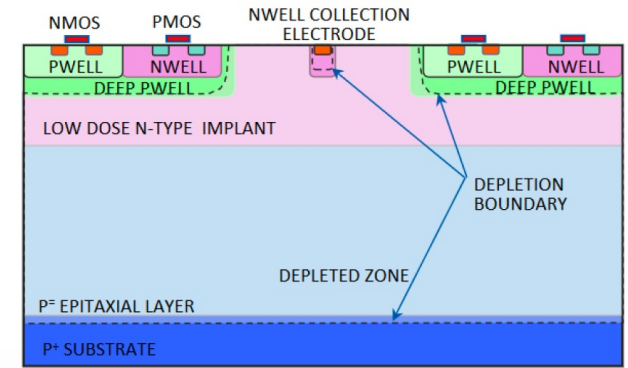 NMOS
PMOS
NWELL COLLECTION
ELECTRODE
PWELL
NWELL
PWELL
NWELL
DEEP PWELL
DEEP PWELL
LOW DOSE N-TYPE IMPLANT
DEPLETION
BOUNDARY
DEPLETED ZONE
P⁼ EPITAXIAL LAYER
P⁺ SUBSTRATE